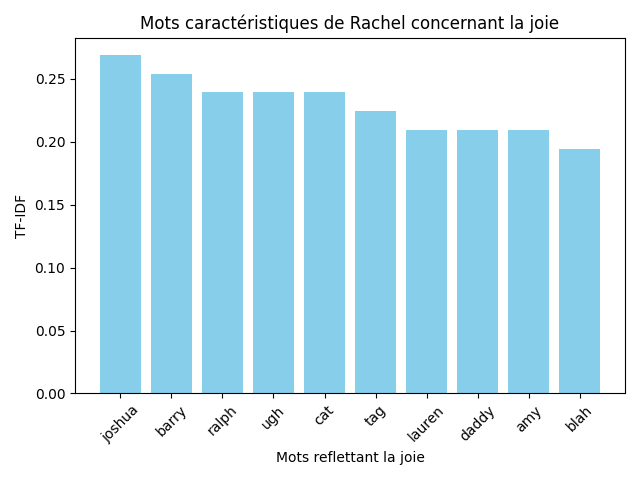 Mots caractéristiques de Rachel concernant la joie
TF-IDF
0.25
0.20
0.15
0.10
0.05
0.00
joshua
barry
ralph
ugh
cat
tag
lauren
daddy
amy
blah
Mots reflettant la joie